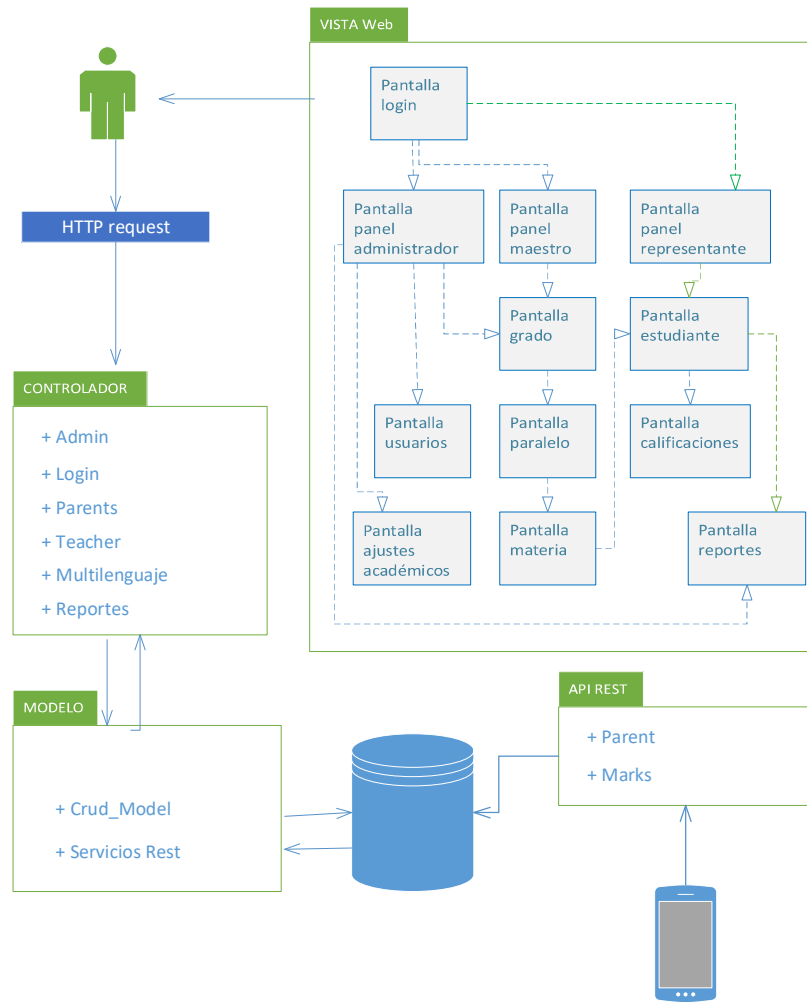 VISTA Web
Pantalla
login
Pantalla
panel
administrador
Pantalla
panel
maestro
Pantalla
panel
representante
HTTP request
Pantalla
grado
Pantalla
estudiante
CONTROLADOR
+ Admin
+ Login
+ Parents
+ Teacher
+ Multilenguaje
+ Reportes
Pantalla
usuarios
Pantalla
paralelo
Pantalla
calificaciones
Pantalla
ajustes
académicos
Pantalla
materia
Pantalla
reportes
MODELO
+ Crud_Model
+ Servicios Rest
API REST
+ Parent
+ Marks